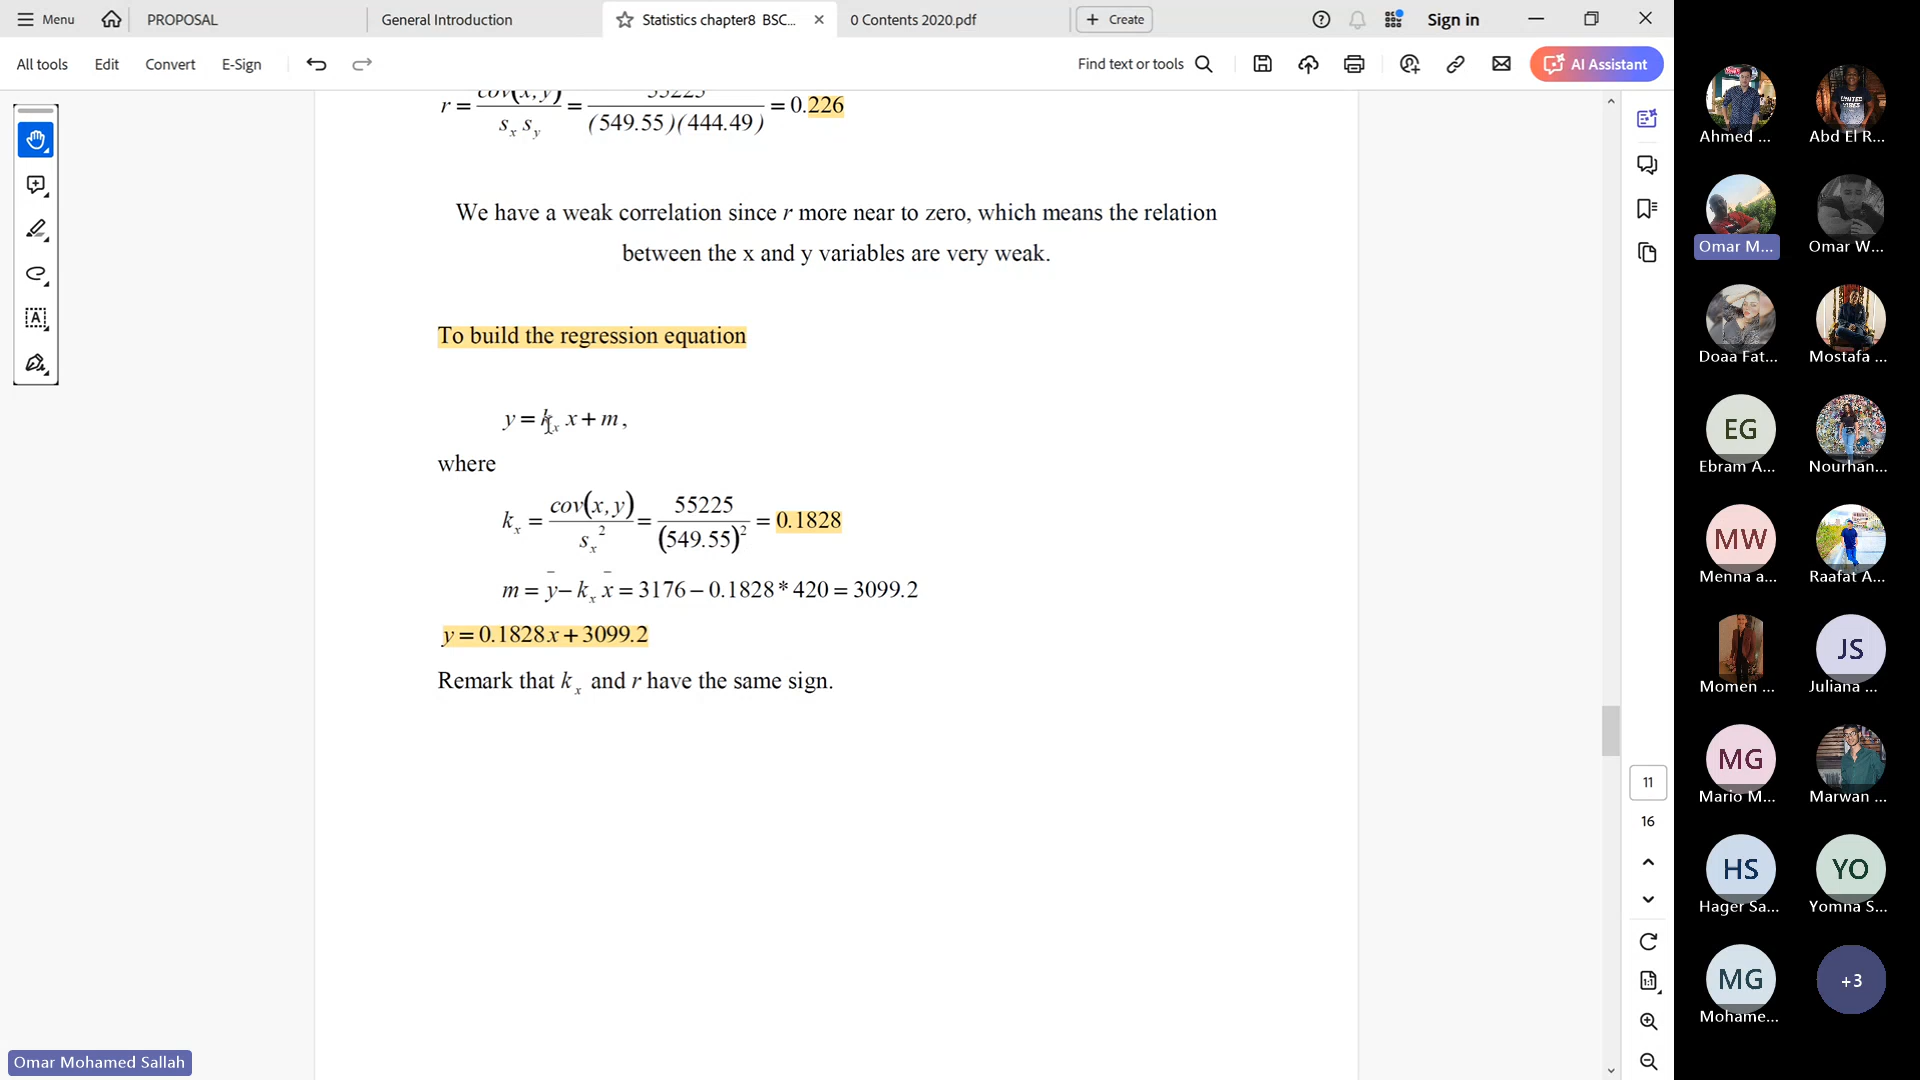 Menu
PROPOSAL
General Introduction
Statistics chapter8 BSC...
0 Contents 2020.pdf
Create
Sign in
All tools
Edit
Convert
E-Sign
Find text or tools
AI Assistant
r = cov(x, y) / s_x s_y = 55225 / (549.55)(444.49) = 0.226
We have a weak correlation since r more near to zero, which means the relation
between the x and y variables are very weak.
To build the regression equation
y = k_x x + m ,
where
k_x = cov(x, y) / s_x^2 = 55225 / (549.55)^2 = 0.1828
m = y̅ − k_x x̅ = 3176 − 0.1828 * 420 = 3099.2
y = 0.1828 x + 3099.2
Remark that k_x and r have the same sign.
11
16
Ahmed ...
Abd El R...
Omar M...
Omar W...
Doaa Fat...
Mostafa ...
EG
Ebram A...
Nourhan...
MW
Menna a...
Raafat A...
Momen ...
JS
Juliana ...
MG
Mario M...
Marwan ...
HS
Hager Sa...
YO
Yomna S...
MG
Mohame...
+3
Omar Mohamed Sallah